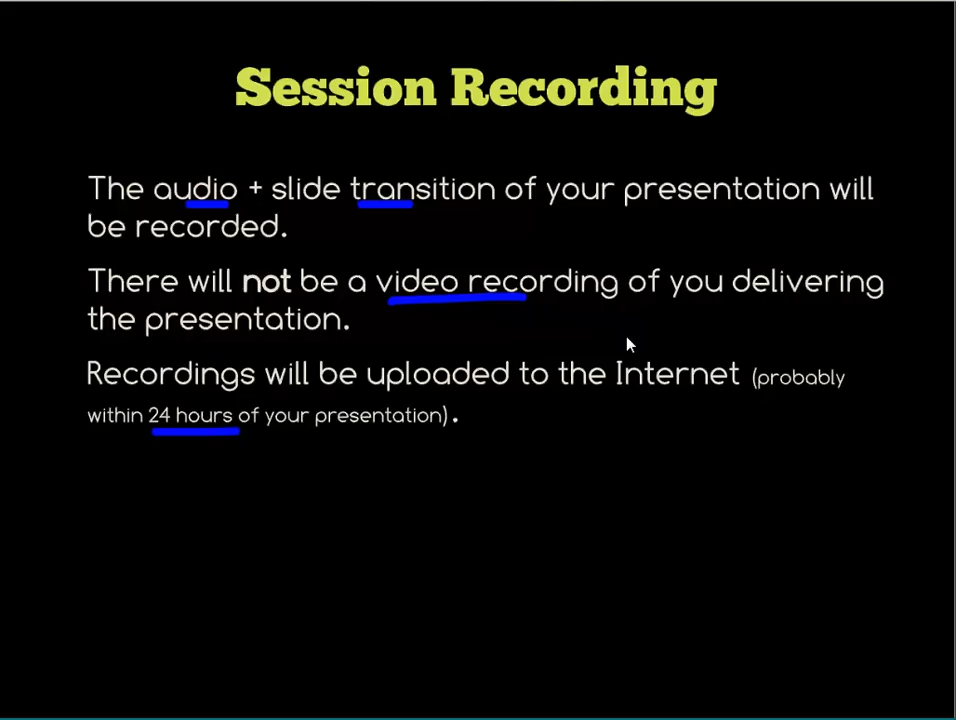 Session Recording
The audio + slide transition of your presentation will
be recorded.
There will not be a video recording of you delivering
the presentation.
Recordings will be uploaded to the Internet (probably
within 24 hours of your presentation).